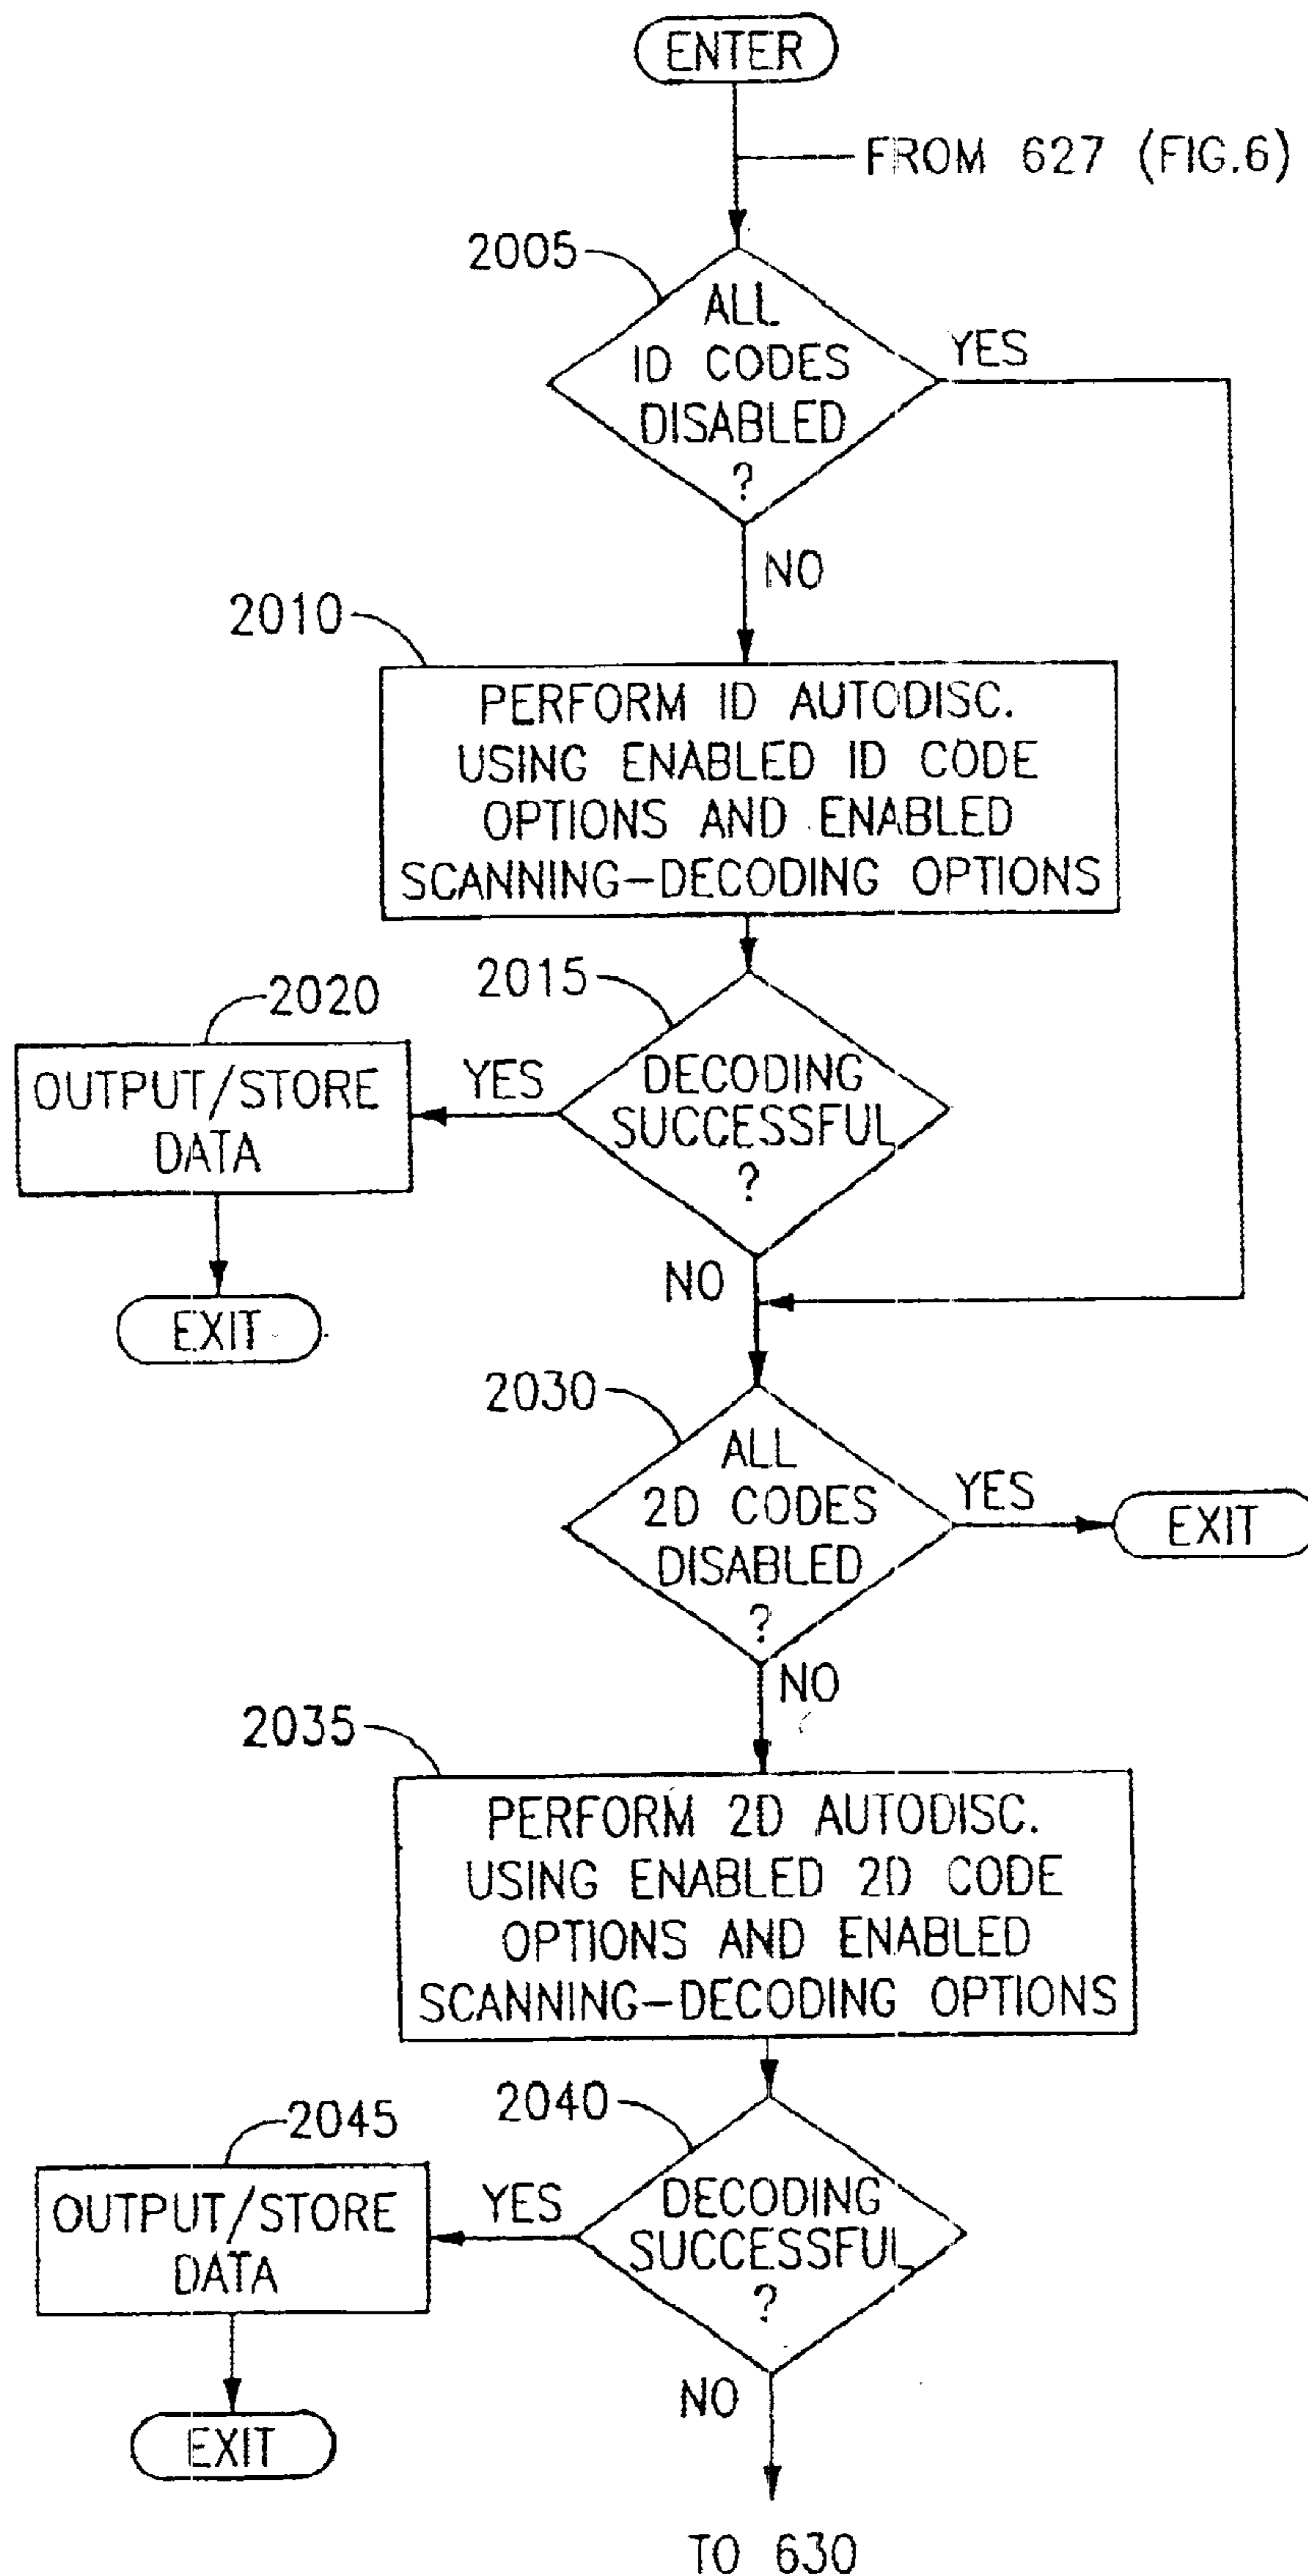 ENTER
FROM 627 (FIG.6)
2005
ALL
1D CODES
DISABLED
?
YES
NO
2010
PERFORM 1D AUTODISC.
USING ENABLED 1D CODE
OPTIONS AND ENABLED
SCANNING-DECODING OPTIONS
2015
2020
OUTPUT/STORE
DATA
YES
DECODING
SUCCESSFUL
?
EXIT
NO
2030
ALL
2D CODES
DISABLED
?
YES
EXIT
NO
2035
PERFORM 2D AUTODISC.
USING ENABLED 2D CODE
OPTIONS AND ENABLED
SCANNING-DECODING OPTIONS
2040
2045
OUTPUT/STORE
DATA
YES
DECODING
SUCCESSFUL
?
EXIT
NO
TO 630